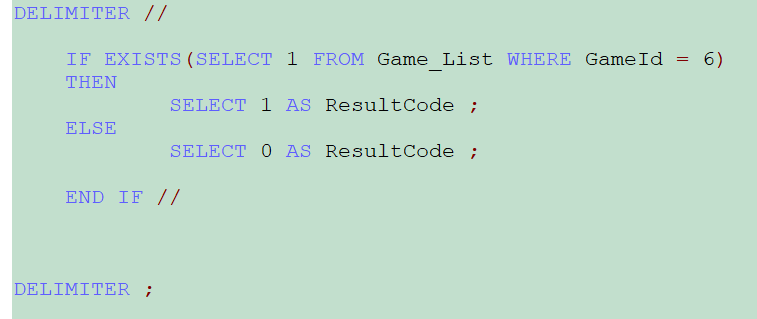 DELIMITER //
IF EXISTS(SELECT 1 FROM Game_List WHERE GameId = 6)
THEN
SELECT 1 AS ResultCode ;
ELSE
SELECT 0 AS ResultCode ;
END IF //
DELIMITER ;